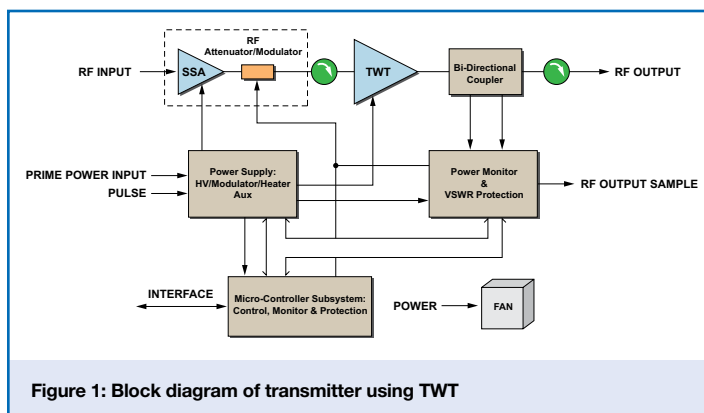 RF
Attenuator/Modulator
RF INPUT
SSA
TWT
Bi-Directional
Coupler
RF OUTPUT
PRIME POWER INPUT
PULSE
Power Supply:
HV/Modulator/Heater
Aux
Power Monitor
&
VSWR Protection
RF OUTPUT SAMPLE
INTERFACE
Micro-Controller Subsystem:
Control, Monitor & Protection
POWER
FAN
Figure 1: Block diagram of transmitter using TWT